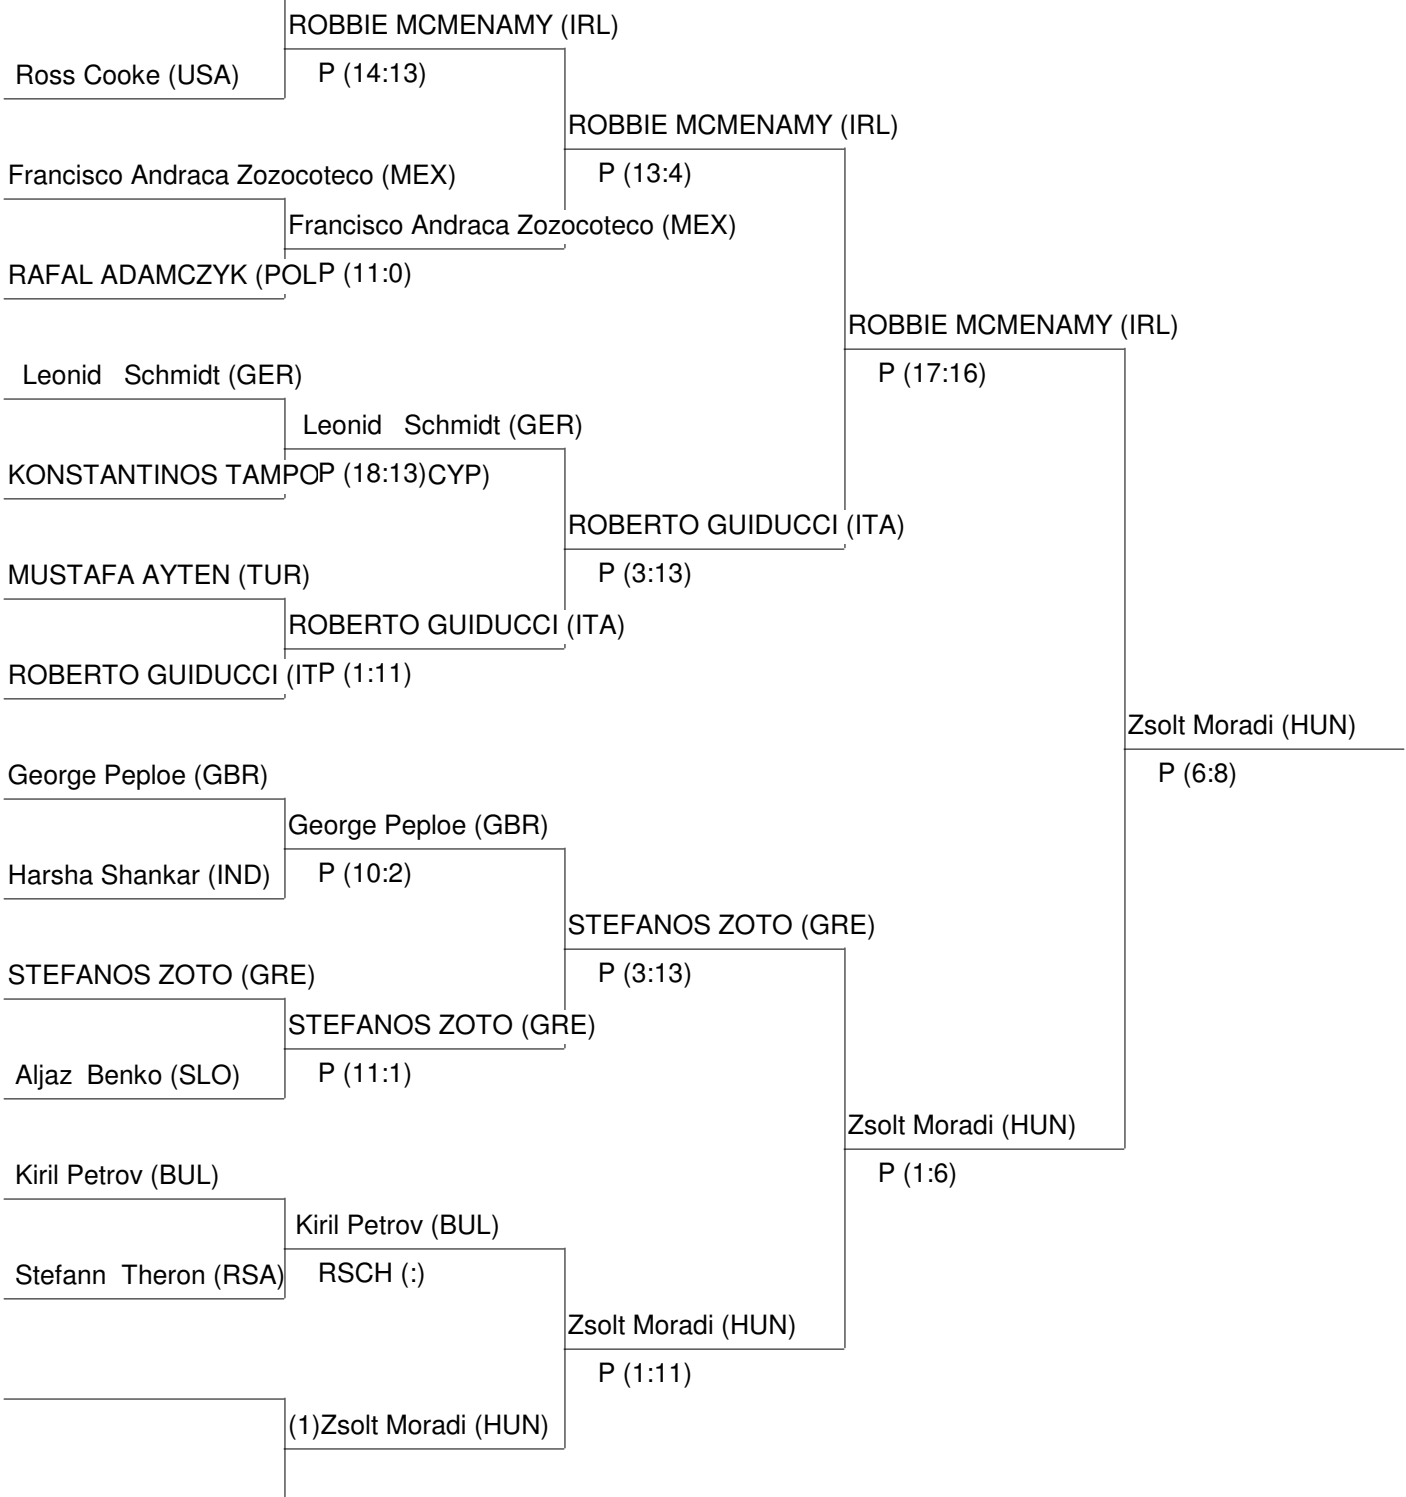 ROBBIE MCMENAMY (IRL)
Ross Cooke (USA) P (14:13)
ROBBIE MCMENAMY (IRL)
Francisco Andraca Zozocoteco (MEX) P (13:4)
Francisco Andraca Zozocoteco (MEX)
RAFAL ADAMCZYK (POL P (11:0)
ROBBIE MCMENAMY (IRL)
Leonid Schmidt (GER) P (17:16)
Leonid Schmidt (GER)
KONSTANTINOS TAMPO P (18:13) CYP)
ROBERTO GUIDUCCI (ITA)
MUSTAFA AYTEN (TUR) P (3:13)
ROBERTO GUIDUCCI (ITA)
ROBERTO GUIDUCCI (IT P (1:11)
Zsolt Moradi (HUN)
George Peploe (GBR) P (6:8)
George Peploe (GBR)
Harsha Shankar (IND) P (10:2)
STEFANOS ZOTO (GRE)
STEFANOS ZOTO (GRE) P (3:13)
STEFANOS ZOTO (GRE)
Aljaz Benko (SLO) P (11:1)
Zsolt Moradi (HUN)
Kiril Petrov (BUL) P (1:6)
Kiril Petrov (BUL)
Stefann Theron (RSA) RSCH (:)
Zsolt Moradi (HUN)
P (1:11)
(1)Zsolt Moradi (HUN)